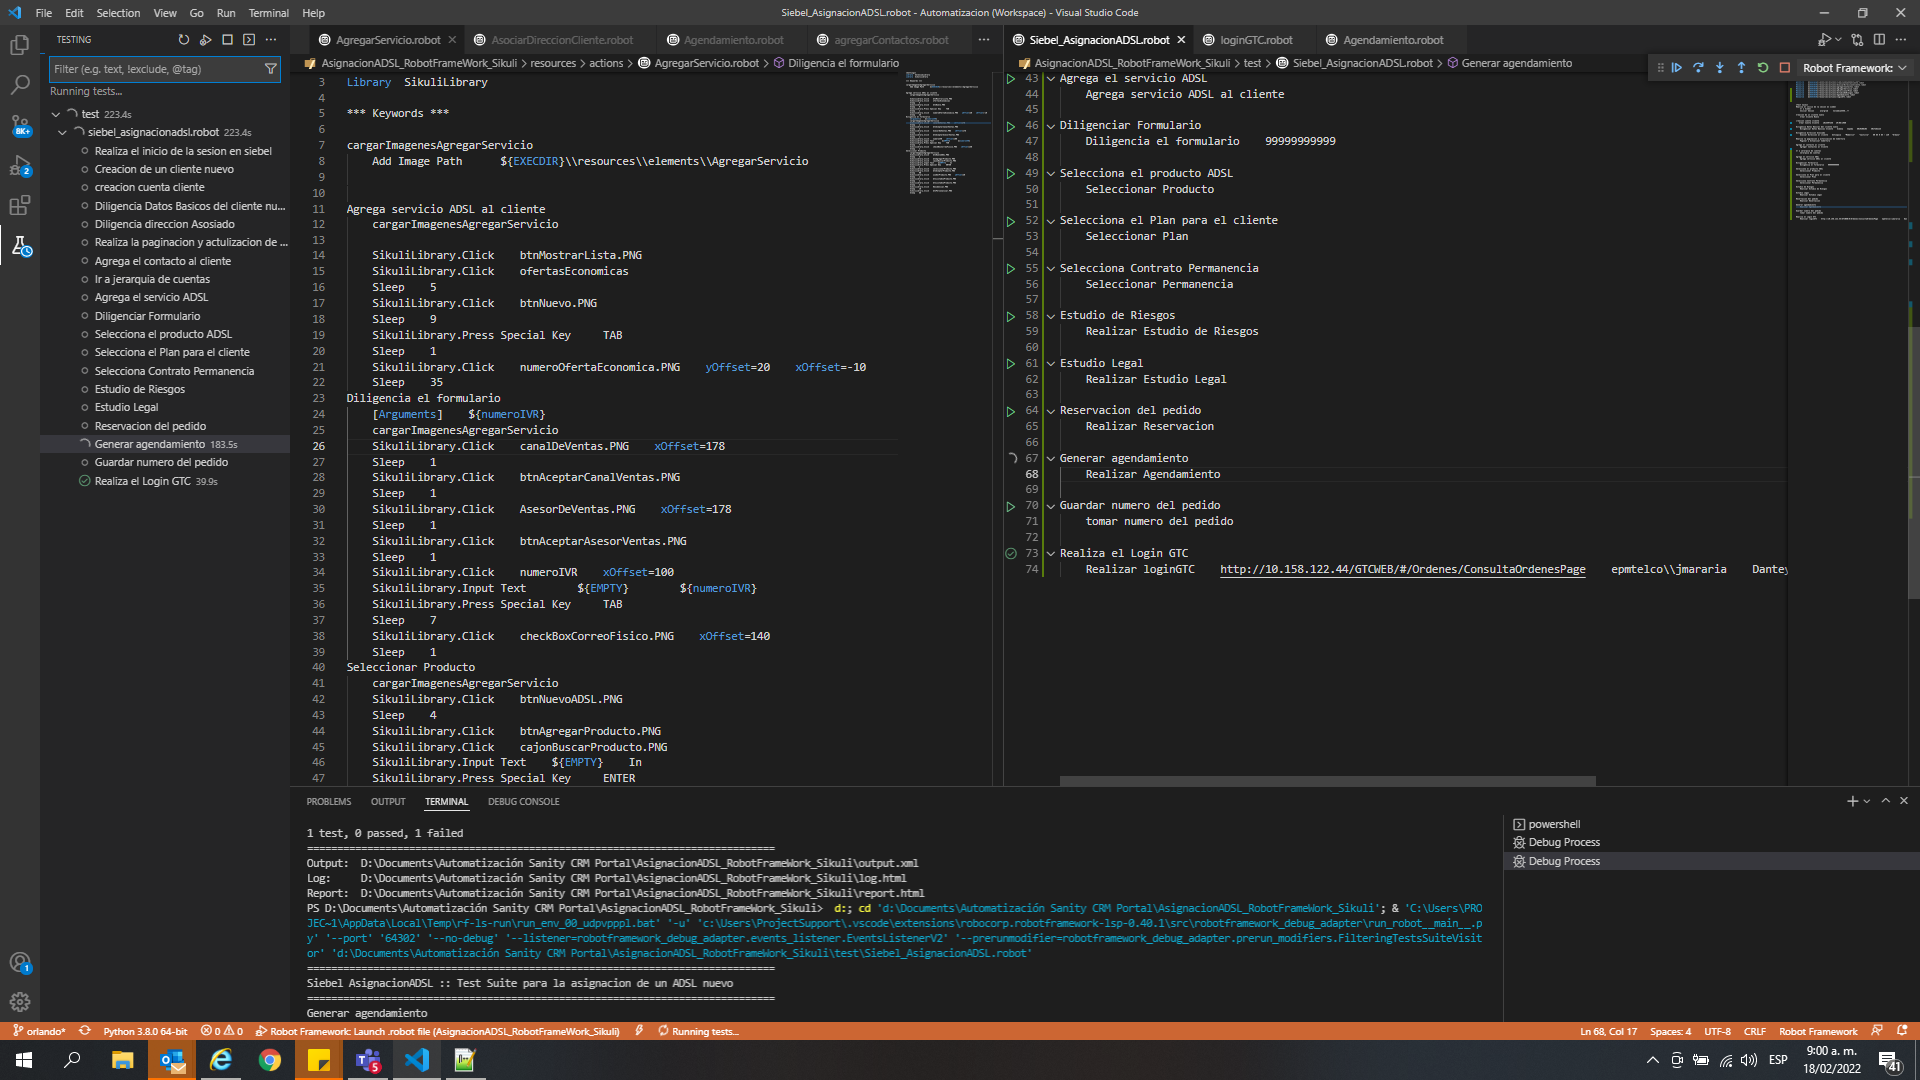 File Edit Selection View Go Run Terminal Help
Siebel_AsignacionADSL.robot - Automatizacion (Workspace) - Visual Studio Code
TESTING
Filter (e.g. text, !exclude, @tag)
Running tests...
test 223.4s
siebel_asignacionadsl.robot 223.4s
Realiza el inicio de la sesion en siebel
Creacion de un cliente nuevo
creacion cuenta cliente
Diligencia Datos Basicos del cliente nu...
Diligencia direccion Asosiado
Realiza la paginacion y actulizacion de ...
Agrega el contacto al cliente
Ir a jerarquia de cuentas
Agrega el servicio ADSL
Diligenciar Formulario
Selecciona el producto ADSL
Selecciona el Plan para el cliente
Selecciona Contrato Permanencia
Estudio de Riesgos
Estudio Legal
Reservacion del pedido
Generar agendamiento 183.5s
Guardar numero del pedido
Realiza el Login GTC 39.9s
8K+
2
1
AgregarServicio.robot
AsociarDireccionCliente.robot
Agendamiento.robot
agregarContactos.robot
AsignacionADSL_RobotFrameWork_Sikuli > resources > actions > AgregarServicio.robot > Diligencia el formulario
3 Library SikuliLibrary
4
5 *** Keywords ***
6
7 cargarImagenesAgregarServicio
8 Add Image Path ${EXECDIR}\\resources\\elements\\AgregarServicio
9
10
11 Agrega servicio ADSL al cliente
12 cargarImagenesAgregarServicio
13
14 SikuliLibrary.Click btnMostrarLista.PNG
15 SikuliLibrary.Click ofertasEconomicas
16 Sleep 5
17 SikuliLibrary.Click btnNuevo.PNG
18 Sleep 9
19 SikuliLibrary.Press Special Key TAB
20 Sleep 1
21 SikuliLibrary.Click numeroOfertaEconomica.PNG yOffset=20 xOffset=-10
22 Sleep 35
23 Diligencia el formulario
24 [Arguments] ${numeroIVR}
25 cargarImagenesAgregarServicio
26 SikuliLibrary.Click canalDeVentas.PNG xOffset=178
27 Sleep 1
28 SikuliLibrary.Click btnAceptarCanalVentas.PNG
29 Sleep 1
30 SikuliLibrary.Click AsesorDeVentas.PNG xOffset=178
31 Sleep 1
32 SikuliLibrary.Click btnAceptarAsesorVentas.PNG
33 Sleep 1
34 SikuliLibrary.Click numeroIVR xOffset=100
35 SikuliLibrary.Input Text ${EMPTY} ${numeroIVR}
36 SikuliLibrary.Press Special Key TAB
37 Sleep 7
38 SikuliLibrary.Click checkBoxCorreoFisico.PNG xOffset=140
39 Sleep 1
40 Seleccionar Producto
41 cargarImagenesAgregarServicio
42 SikuliLibrary.Click btnNuevoADSL.PNG
43 Sleep 4
44 SikuliLibrary.Click btnAgregarProducto.PNG
45 SikuliLibrary.Click cajonBuscarProducto.PNG
46 SikuliLibrary.Input Text ${EMPTY} In
47 SikuliLibrary.Press Special Key ENTER
Siebel_AsignacionADSL.robot
loginGTC.robot
Agendamiento.robot
AsignacionADSL_RobotFrameWork_Sikuli > test > Siebel_AsignacionADSL.robot > Generar agendamiento
Robot Framework:
43 Agrega el servicio ADSL
44 Agrega servicio ADSL al cliente
45
46 Diligenciar Formulario
47 Diligencia el formulario 99999999999
48
49 Selecciona el producto ADSL
50 Seleccionar Producto
51
52 Selecciona el Plan para el cliente
53 Seleccionar Plan
54
55 Selecciona Contrato Permanencia
56 Seleccionar Permanencia
57
58 Estudio de Riesgos
59 Realizar Estudio de Riesgos
60
61 Estudio Legal
62 Realizar Estudio Legal
63
64 Reservacion del pedido
65 Realizar Reservacion
66
67 Generar agendamiento
68 Realizar Agendamiento
69
70 Guardar numero del pedido
71 tomar numero del pedido
72
73 Realiza el Login GTC
74 Realizar loginGTC http://10.158.122.44/GTCWEB/#/Ordenes/ConsultaOrdenesPage epmtelco\\jmararia Dantey
PROBLEMS OUTPUT TERMINAL DEBUG CONSOLE
1 test, 0 passed, 1 failed
==============================================================================
Output: D:\Documents\Automatización Sanity CRM Portal\AsignacionADSL_RobotFrameWork_Sikuli\output.xml
Log: D:\Documents\Automatización Sanity CRM Portal\AsignacionADSL_RobotFrameWork_Sikuli\log.html
Report: D:\Documents\Automatización Sanity CRM Portal\AsignacionADSL_RobotFrameWork_Sikuli\report.html
PS D:\Documents\Automatización Sanity CRM Portal\AsignacionADSL_RobotFrameWork_Sikuli> d:; cd 'd:\Documents\Automatización Sanity CRM Portal\AsignacionADSL_RobotFrameWork_Sikuli'; & 'C:\Users\PRO
JEC~1\AppData\Local\Temp\rf-ls-run\run_env_00_udpvpppl.bat' '-u' 'c:\Users\ProjectSupport\.vscode\extensions\robocorp.robotframework-lsp-0.40.1\src\robotframework_debug_adapter\run_robot__main__.p
y' '--port' '64302' '--no-debug' '--listener=robotframework_debug_adapter.events_listener.EventsListenerV2' '--prerunmodifier=robotframework_debug_adapter.prerun_modifiers.FilteringTestsSuiteVisit
or' 'd:\Documents\Automatización Sanity CRM Portal\AsignacionADSL_RobotFrameWork_Sikuli\test\Siebel_AsignacionADSL.robot'
==============================================================================
Siebel AsignacionADSL :: Test Suite para la asignacion de un ADSL nuevo
==============================================================================
Generar agendamiento
powershell
Debug Process
Debug Process
orlando* Python 3.8.0 64-bit 0 0 Robot Framework: Launch .robot file (AsignacionADSL_RobotFrameWork_Sikuli) Running tests...
Ln 68, Col 17 Spaces: 4 UTF-8 CRLF Robot Framework
5
ESP
9:00 a. m.
18/02/2022
41